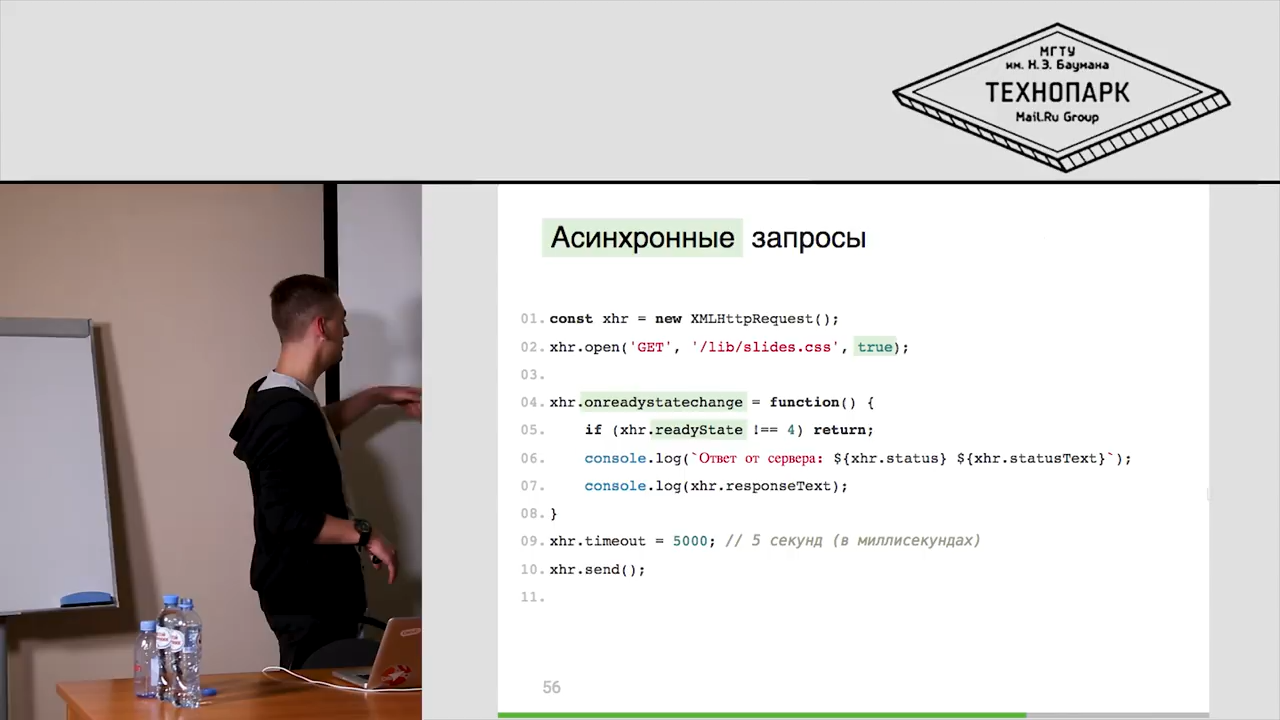 МГТУ
им. Н.Э. Баумана
ТЕХНОПАРК
Mail.Ru Group
Асинхронные запросы
01. const xhr = new XMLHttpRequest();
02. xhr.open('GET', '/lib/slides.css', true);
03.
04. xhr.onreadystatechange = function() {
05. if (xhr.readyState !== 4) return;
06. console.log(`Ответ от сервера: ${xhr.status} ${xhr.statusText}`);
07. console.log(xhr.responseText);
08. }
09. xhr.timeout = 5000; // 5 секунд (в миллисекундах)
10. xhr.send();
11.
56